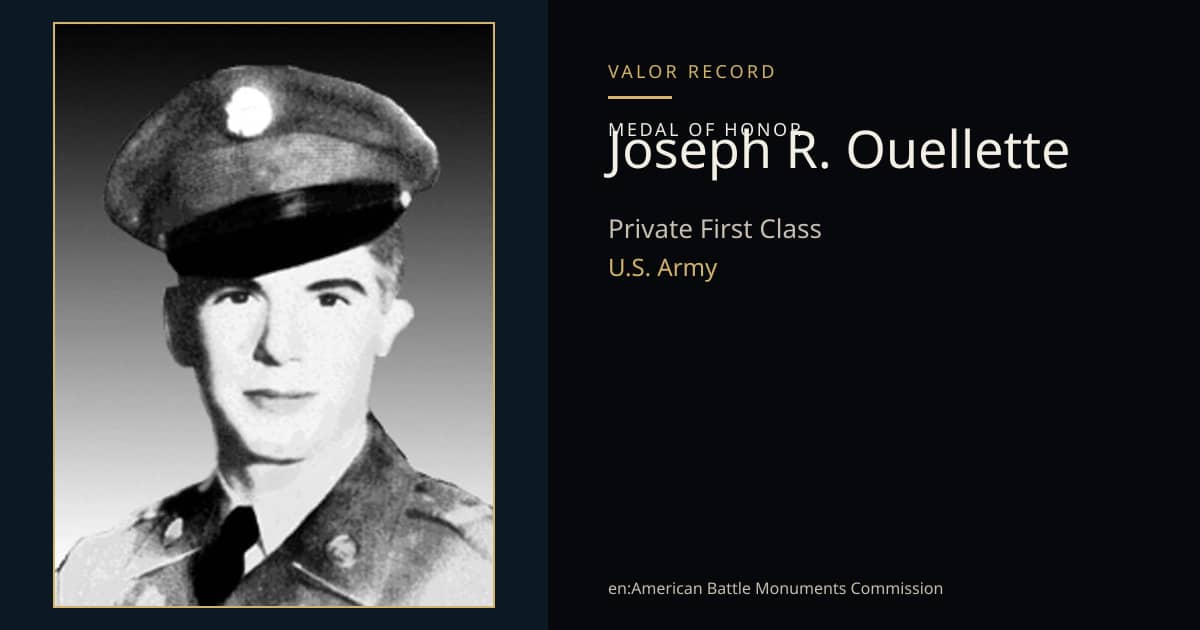 VALOR RECORD
MEDAL OF HONOR
Joseph R. Ouellette
Private First Class
U.S. Army
en:American Battle Monuments Commission